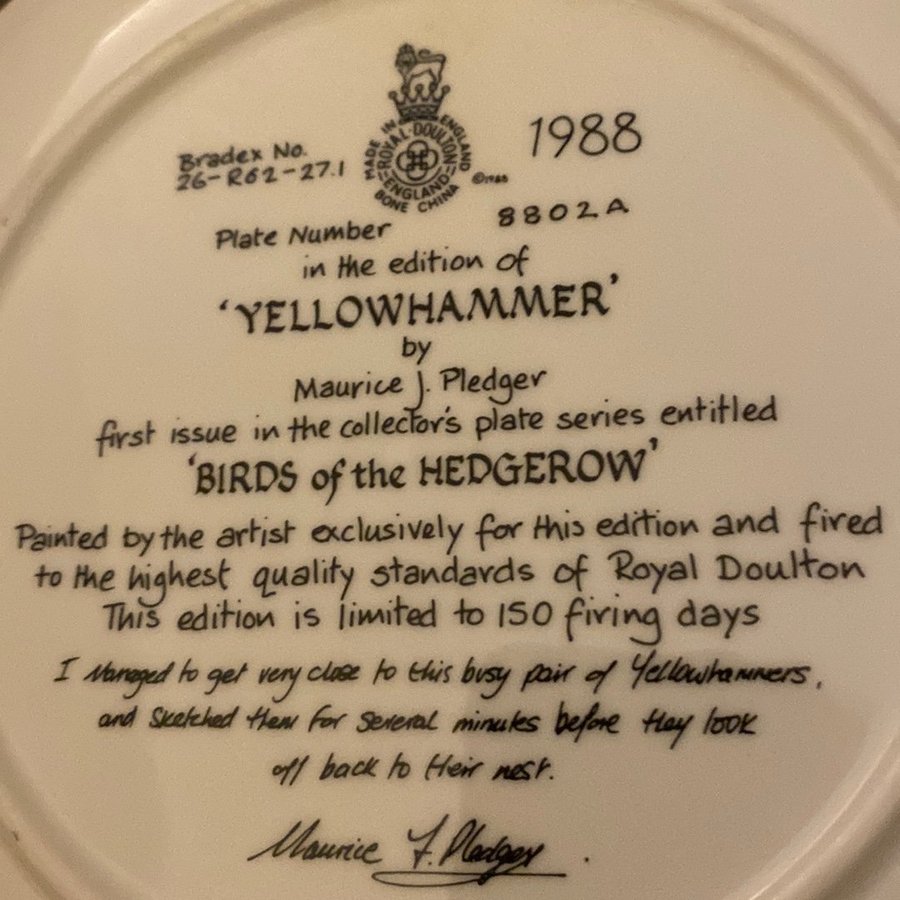 1988
MADE IN ENGLAND
ROYAL·DOULTON
ENGLAND
BONE CHINA
Bradex No.
26-R62-27.1
Plate Number 8802A
in the edition of
'YELLOWHAMMER'
by
Maurice J. Pledger
first issue in the collector's plate series entitled
'BIRDS of the HEDGEROW'
Painted by the artist exclusively for this edition and fired
to the highest quality standards of Royal Doulton
This edition is limited to 150 firing days
I Managed to get very close to this busy pair of Yellowhammers,
and sketched them for several minutes before they took
off back to their nest.
Maurice J. Pledger.